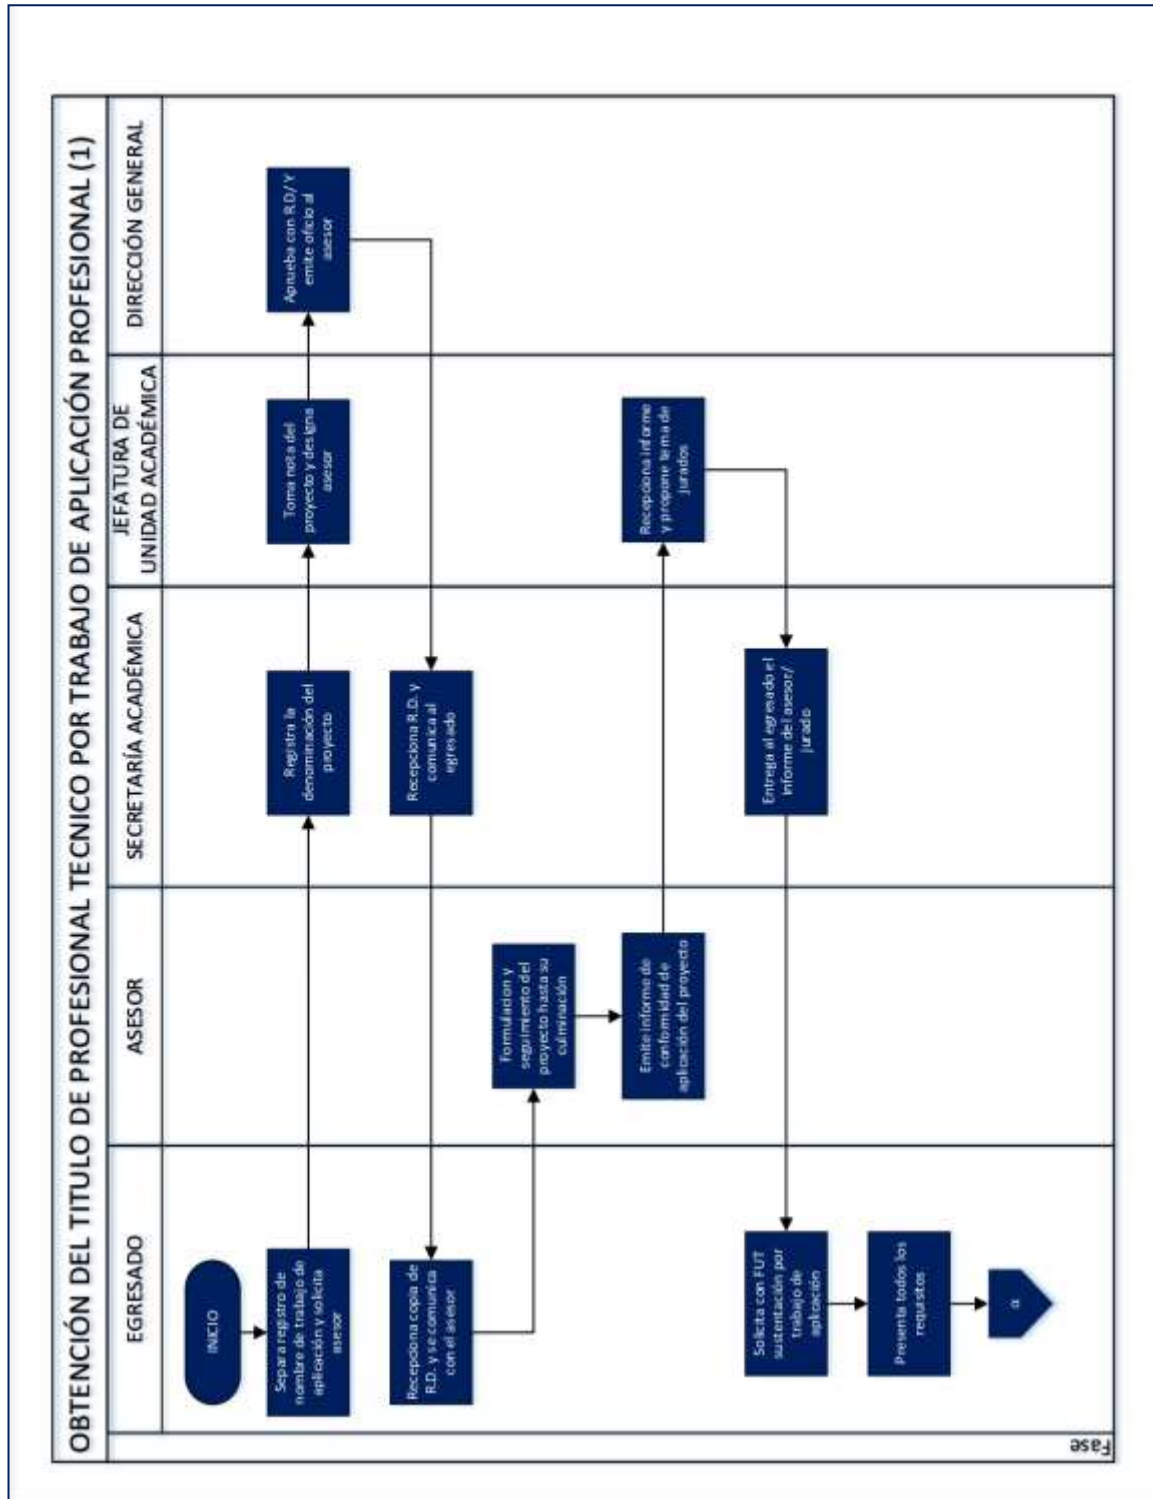 OBTENCIÓN DEL TITULO DE PROFESIONAL TECNICO POR TRABAJO DE APLICACIÓN PROFESIONAL (1)
EGRESADO
ASESOR
SECRETARÍA ACADÉMICA
JEFATURA DE
UNIDAD ACADÉMICA
DIRECCIÓN GENERAL
INICIO
Separa registro de
nombre de trabajo de
aplicación y solicita
asesor
Registra la
denominación del
proyecto
Toma nota del
proyecto y designa
asesor
Aprueba con R.D/ Y
emite oficio al
asesor
Recepciona R.D. y
comunica al
egresado
Recepciona copia de
R.D. y se comunica
con el asesor
Formulacion y
seguimiento del
proyecto hasta su
culminación
Emite informe de
conformidad de
aplicación del proyecto
Recepciona informe
y propone tema de
jurados
Entrega al egresado el
informe del asesor/
jurado
Solicita con FUT
sustentación por
trabajo de
aplicación
Presenta todos los
requisitos
α
Fase